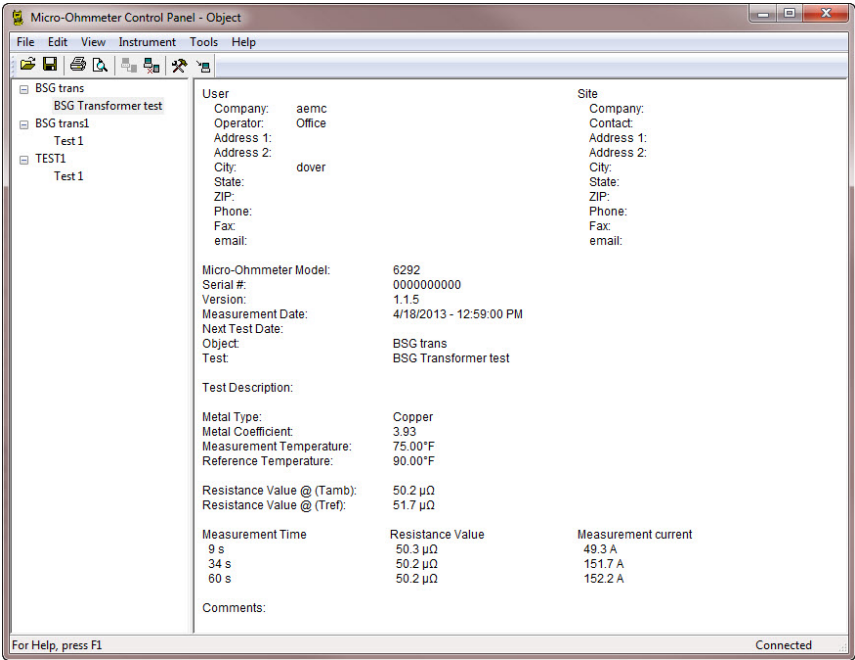 Micro-Ohmmeter Control Panel - Object
File Edit View Instrument Tools Help
BSG trans
BSG Transformer test
BSG trans1
Test 1
TEST1
Test 1
User
Company: aemc
Operator: Office
Address 1:
Address 2:
City: dover
State:
ZIP:
Phone:
Fax:
email:
Site
Company:
Contact:
Address 1:
Address 2:
City:
State:
ZIP:
Phone:
Fax:
email:
Micro-Ohmmeter Model: 6292
Serial #: 0000000000
Version: 1.1.5
Measurement Date: 4/18/2013 - 12:59:00 PM
Next Test Date:
Object: BSG trans
Test: BSG Transformer test
Test Description:
Metal Type: Copper
Metal Coefficient: 3.93
Measurement Temperature: 75.00°F
Reference Temperature: 90.00°F
Resistance Value @ (Tamb): 50.2 µΩ
Resistance Value @ (Tref): 51.7 µΩ
Measurement Time Resistance Value Measurement current
9 s 50.3 µΩ 49.3 A
34 s 50.2 µΩ 151.7 A
60 s 50.2 µΩ 152.2 A
Comments:
For Help, press F1
Connected